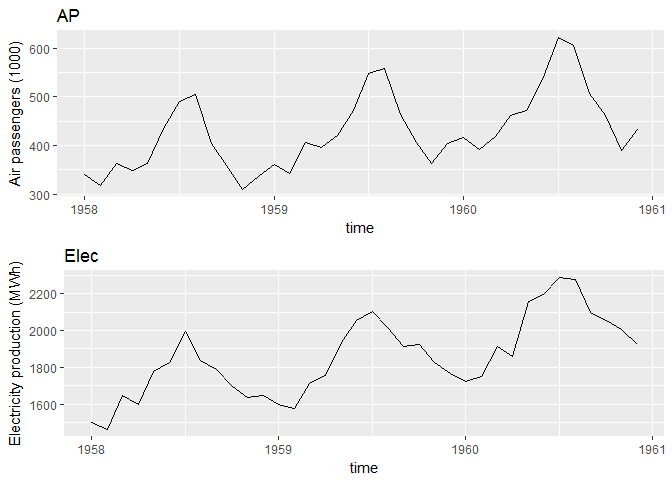 AP
Air passengers (1000)
600
500
400
300
1958
1959
1960
1961
time
Elec
Electricity production (MWh)
2200
2000
1800
1600
1958
1959
1960
1961
time